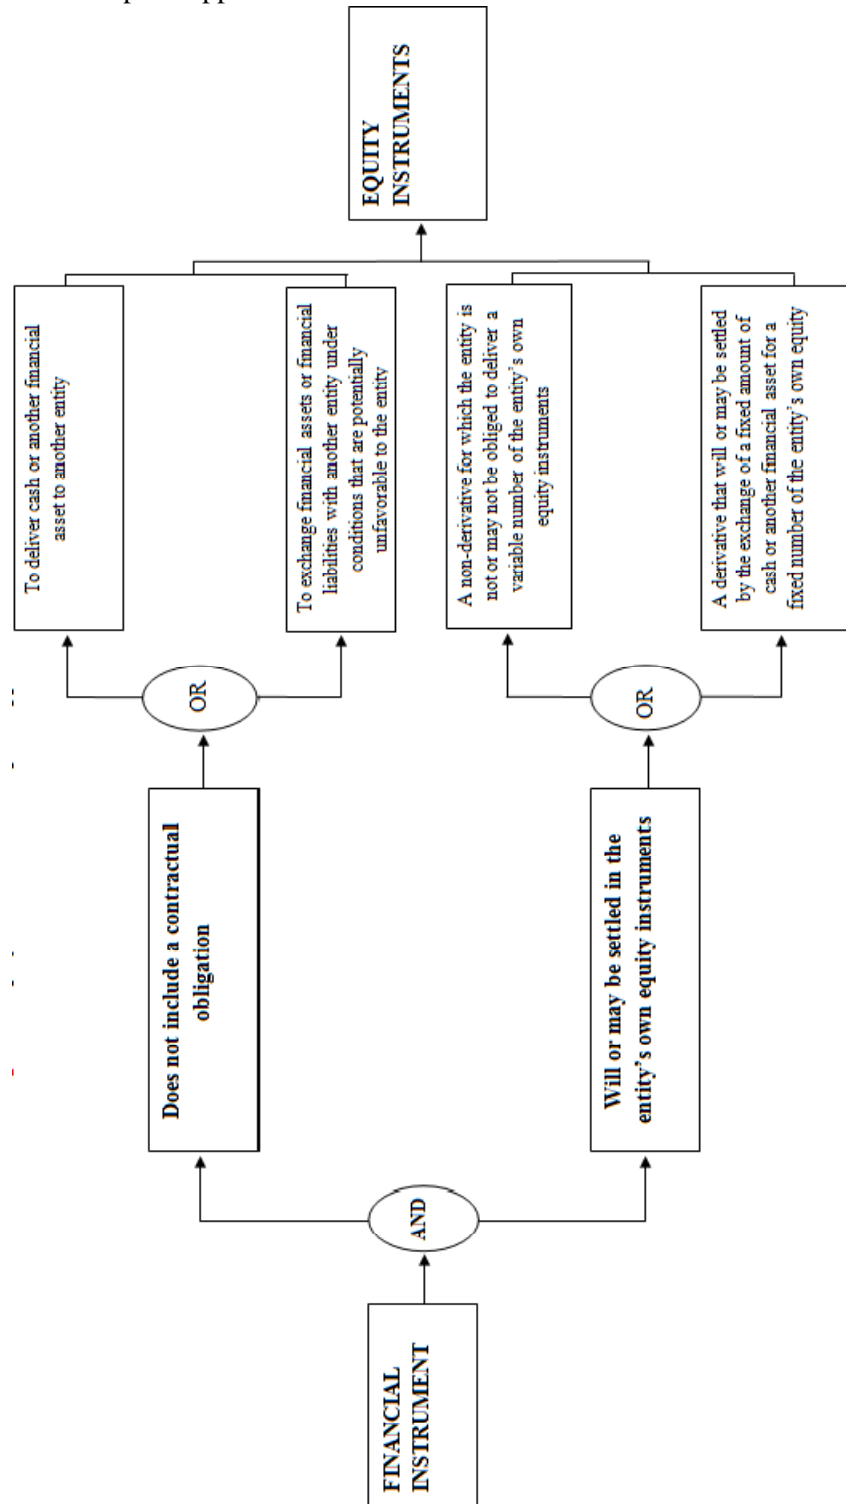 FINANCIAL
INSTRUMENT
AND
Does not include a contractual
obligation
OR
To deliver cash or another financial
asset to another entity
To exchange financial assets or financial
liabilities with another entity under
conditions that are potentially
unfavorable to the entity
Will or may be settled in the
entity's own equity instruments
OR
A non-derivative for which the entity is
not or may not be obliged to deliver a
variable number of the entity's own
equity instruments
A derivative that will or may be settled
by the exchange of a fixed amount of
cash or another financial asset for a
fixed number of the entity's own equity
EQUITY
INSTRUMENTS